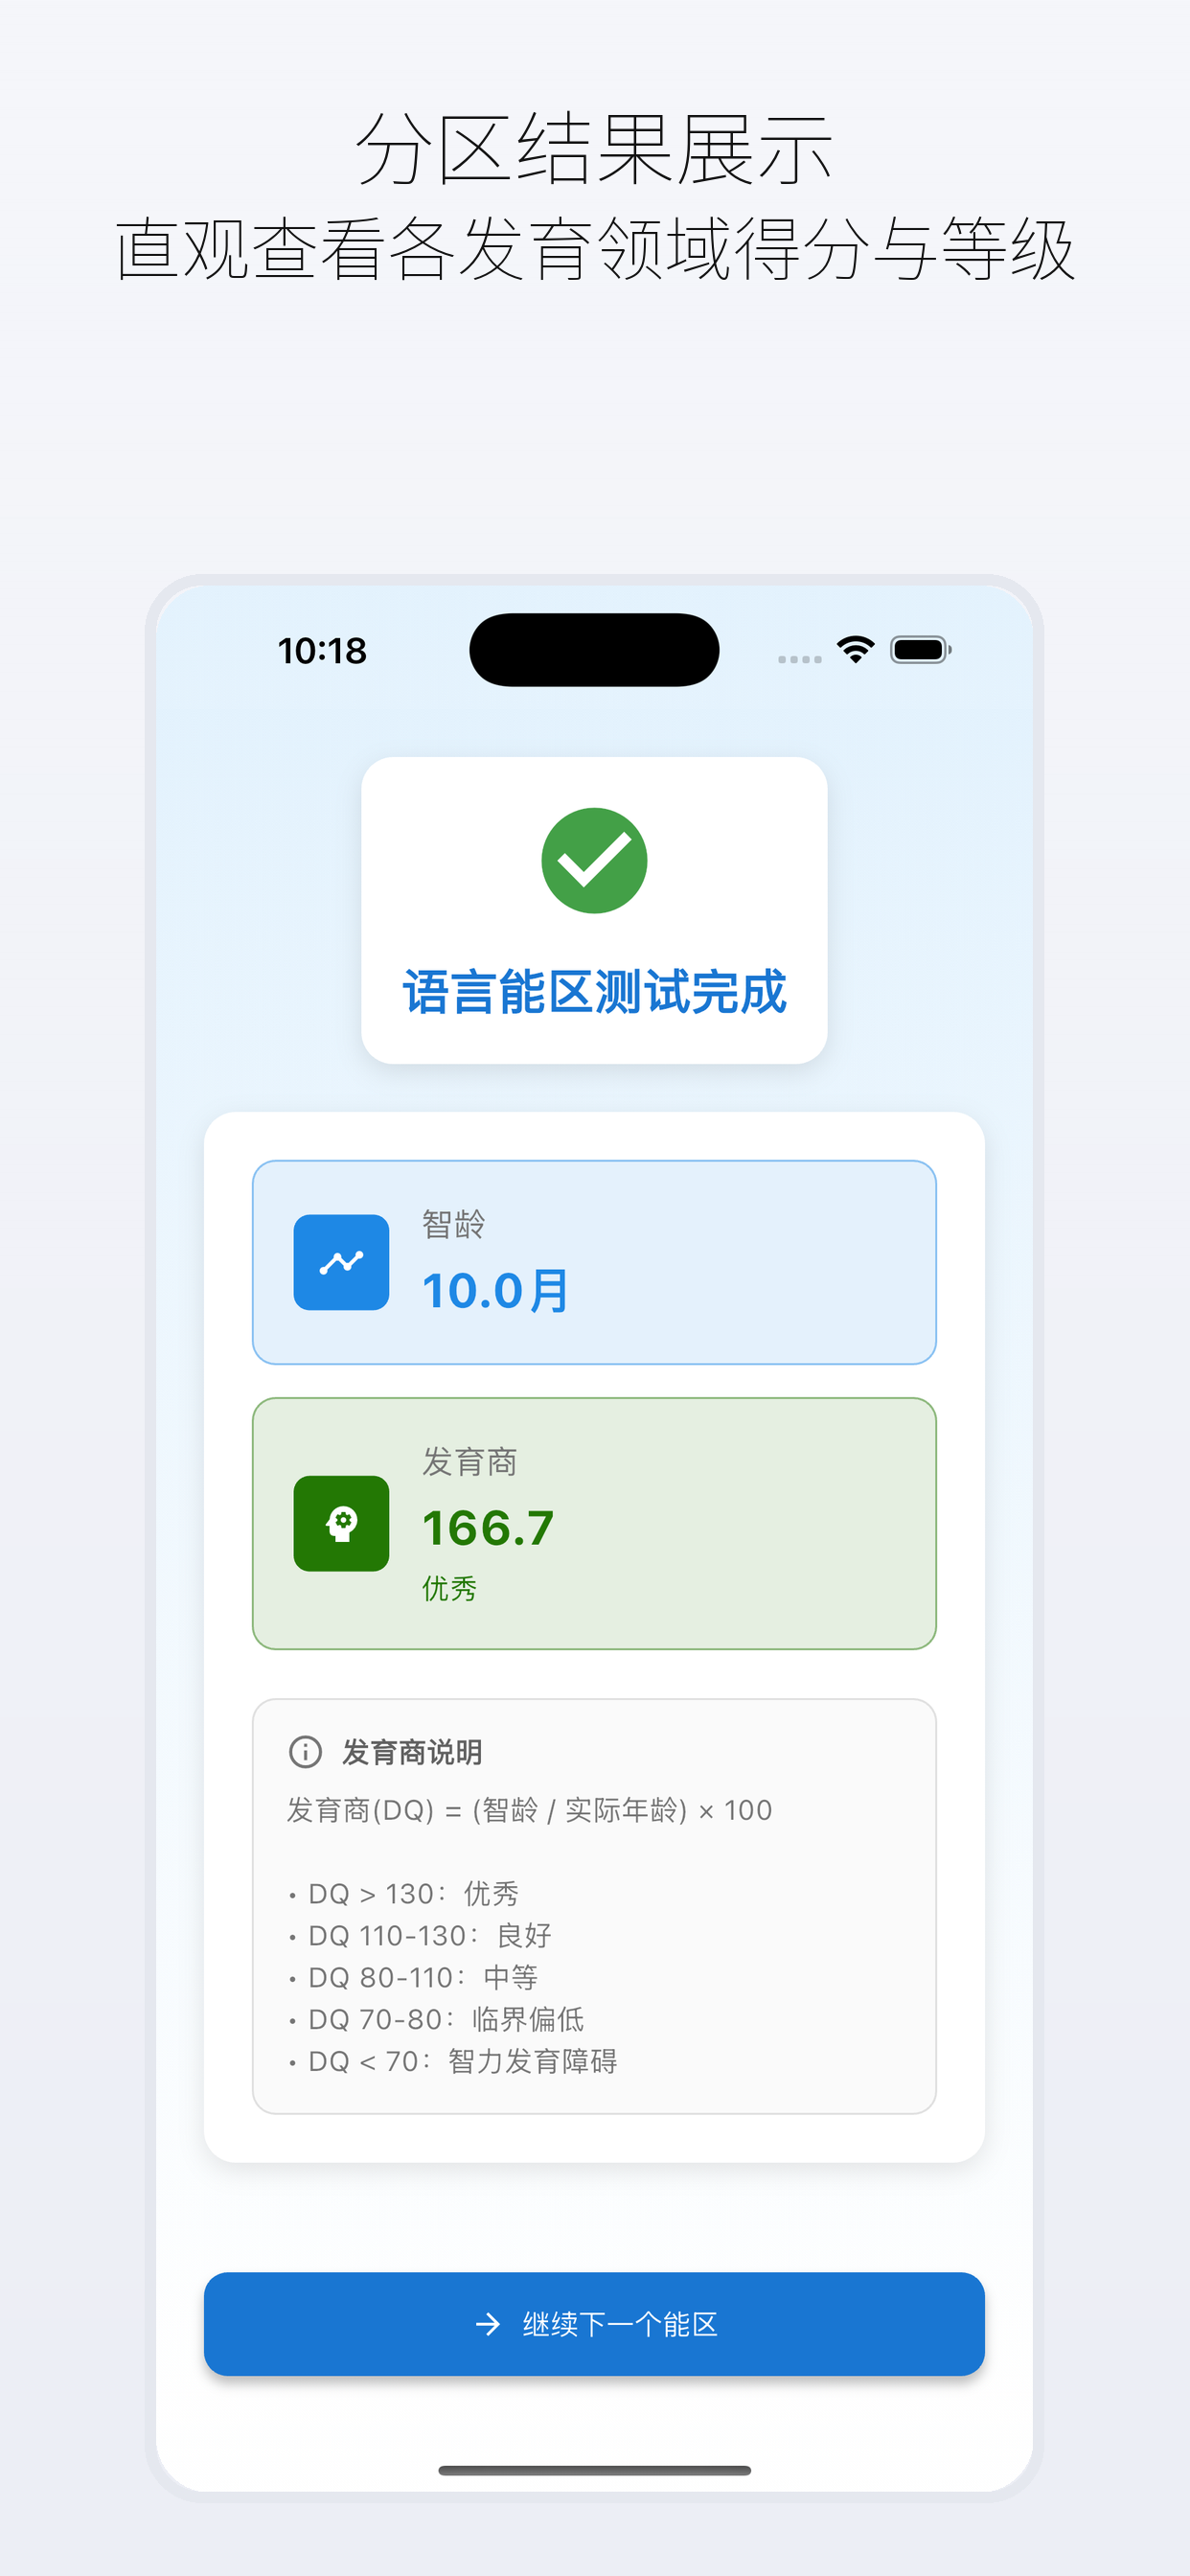 分区结果展示
直观查看各发育领域得分与等级
10:18
语言能区测试完成
智龄
10.0月
发育商
166.7
优秀
发育商说明
发育商(DQ) = (智龄 / 实际年龄) × 100
• DQ > 130：优秀
• DQ 110-130：良好
• DQ 80-110：中等
• DQ 70-80：临界偏低
• DQ < 70：智力发育障碍
→ 继续下一个能区